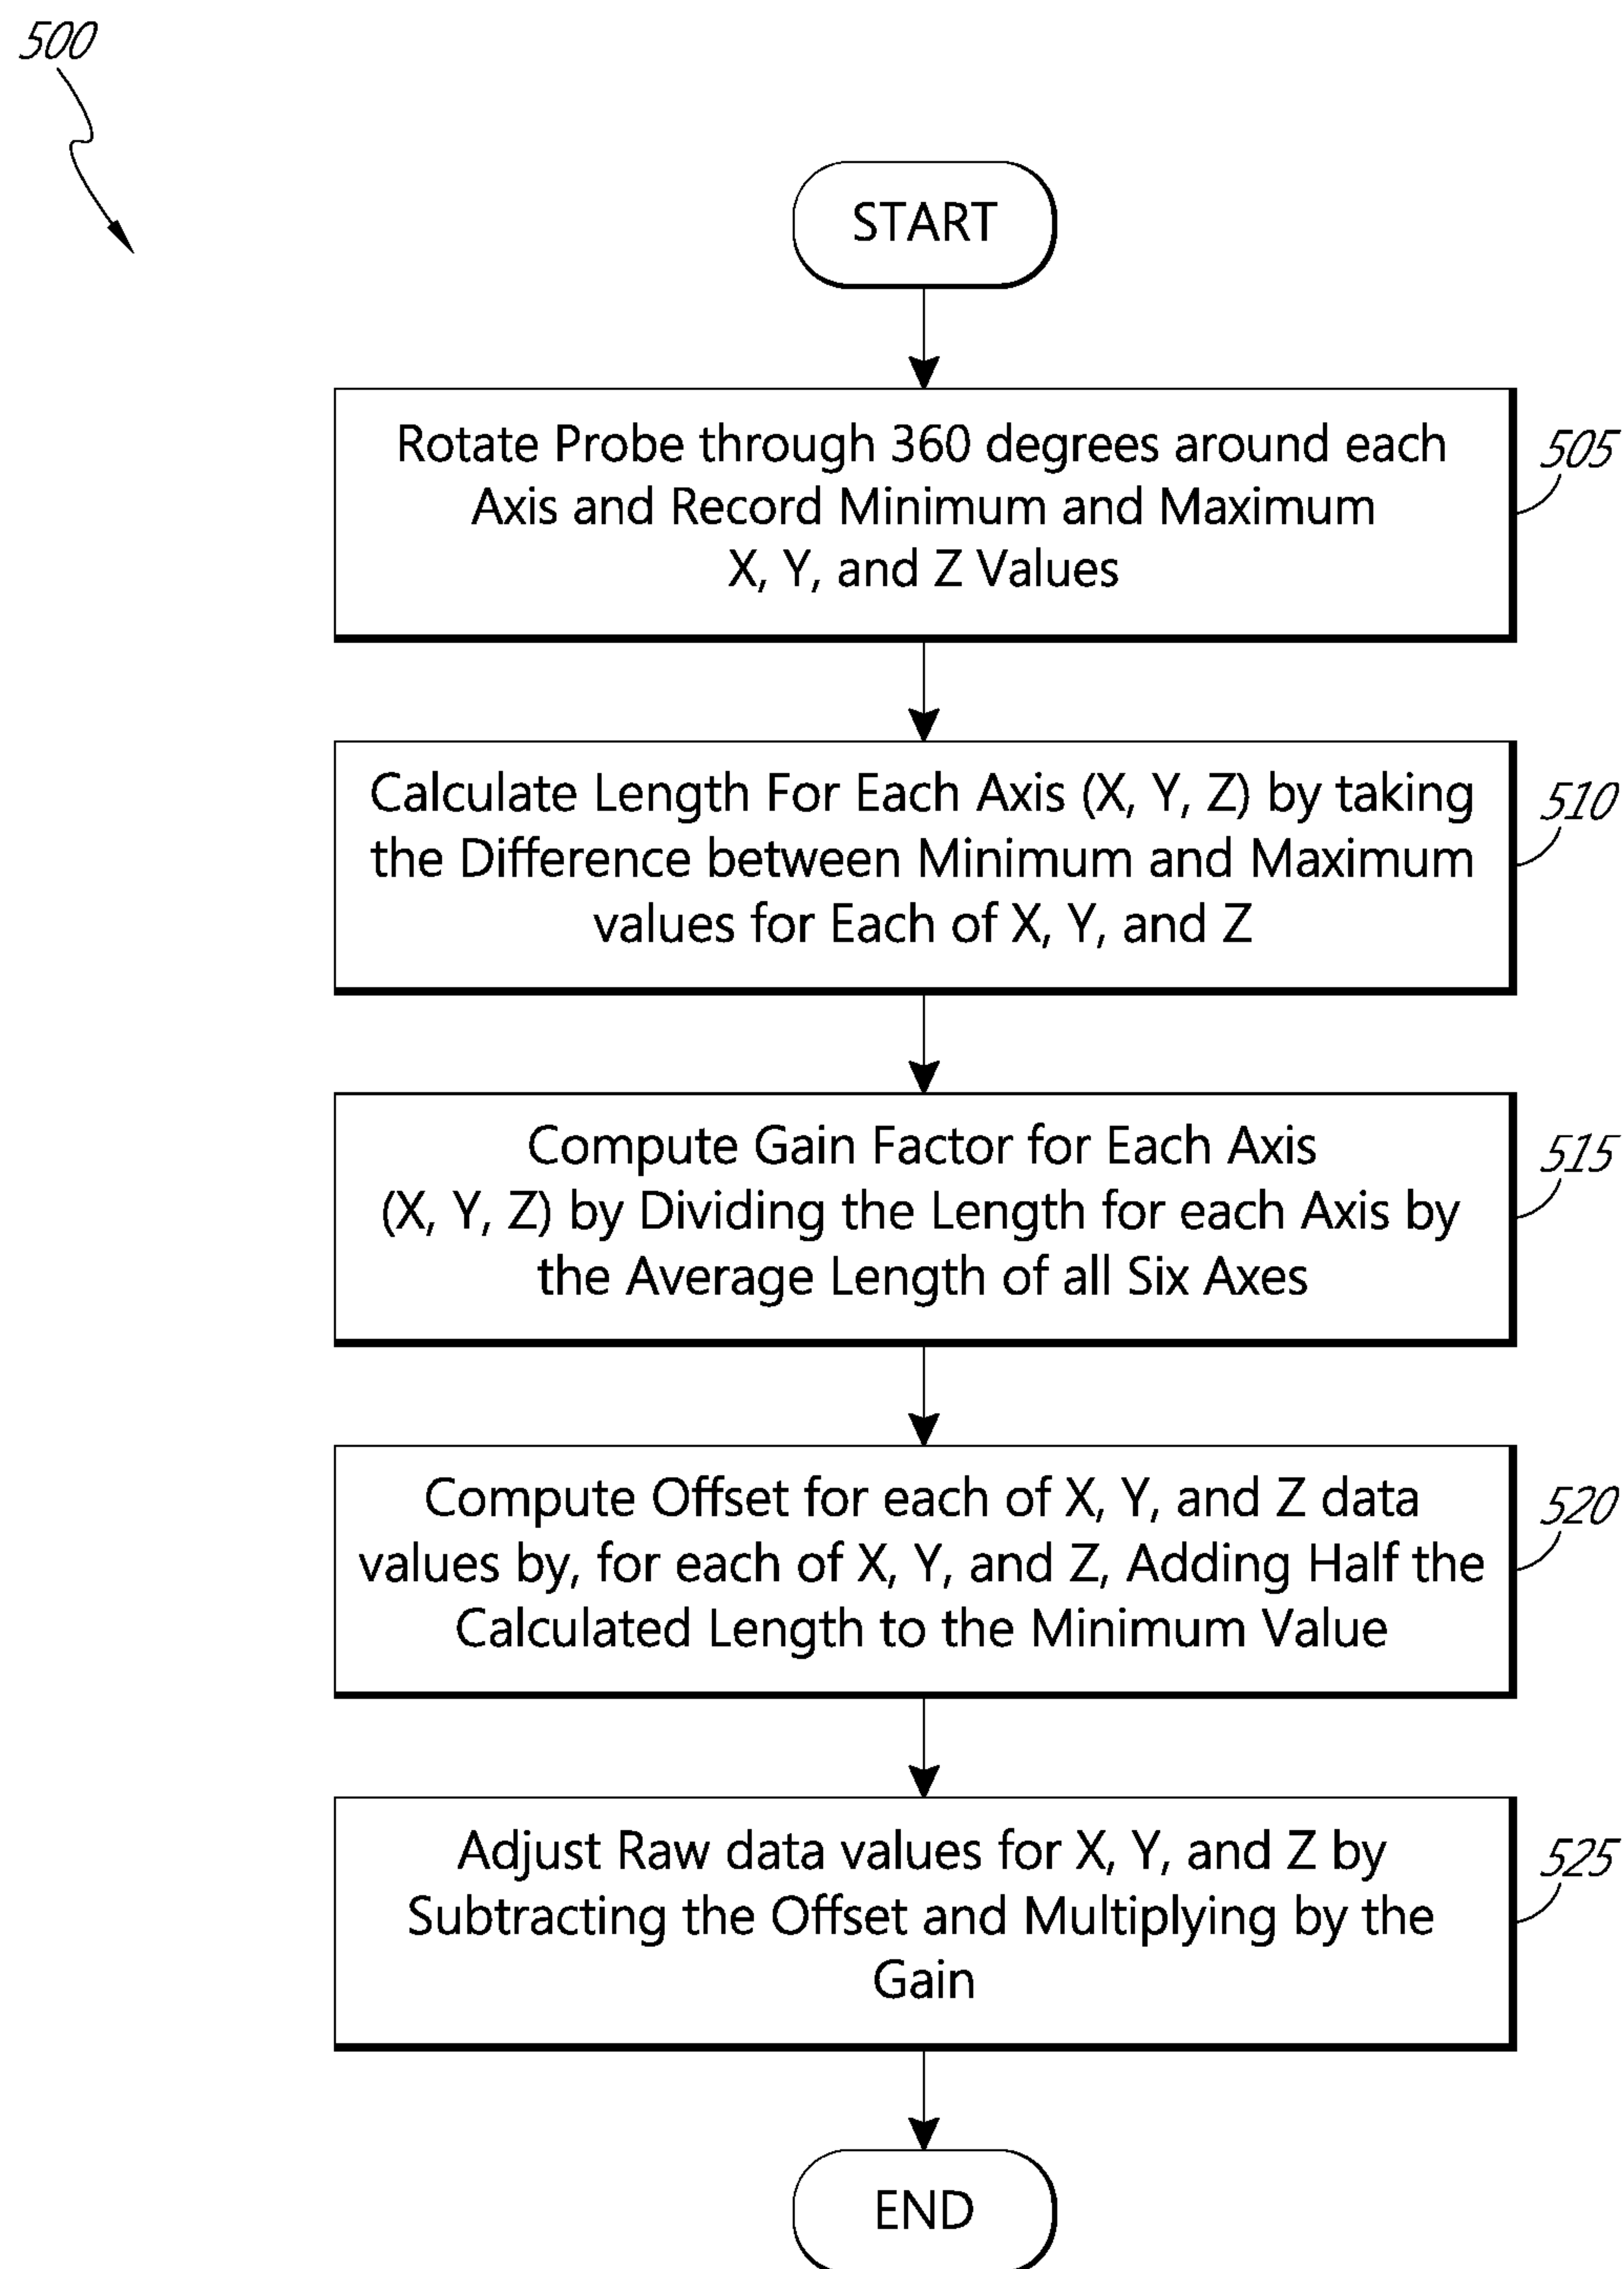 500
START
Rotate Probe through 360 degrees around each
Axis and Record Minimum and Maximum
X, Y, and Z Values
505
Calculate Length For Each Axis (X, Y, Z) by taking
the Difference between Minimum and Maximum
values for Each of X, Y, and Z
510
Compute Gain Factor for Each Axis
(X, Y, Z) by Dividing the Length for each Axis by
the Average Length of all Six Axes
515
Compute Offset for each of X, Y, and Z data
values by, for each of X, Y, and Z, Adding Half the
Calculated Length to the Minimum Value
520
Adjust Raw data values for X, Y, and Z by
Subtracting the Offset and Multiplying by the
Gain
525
END